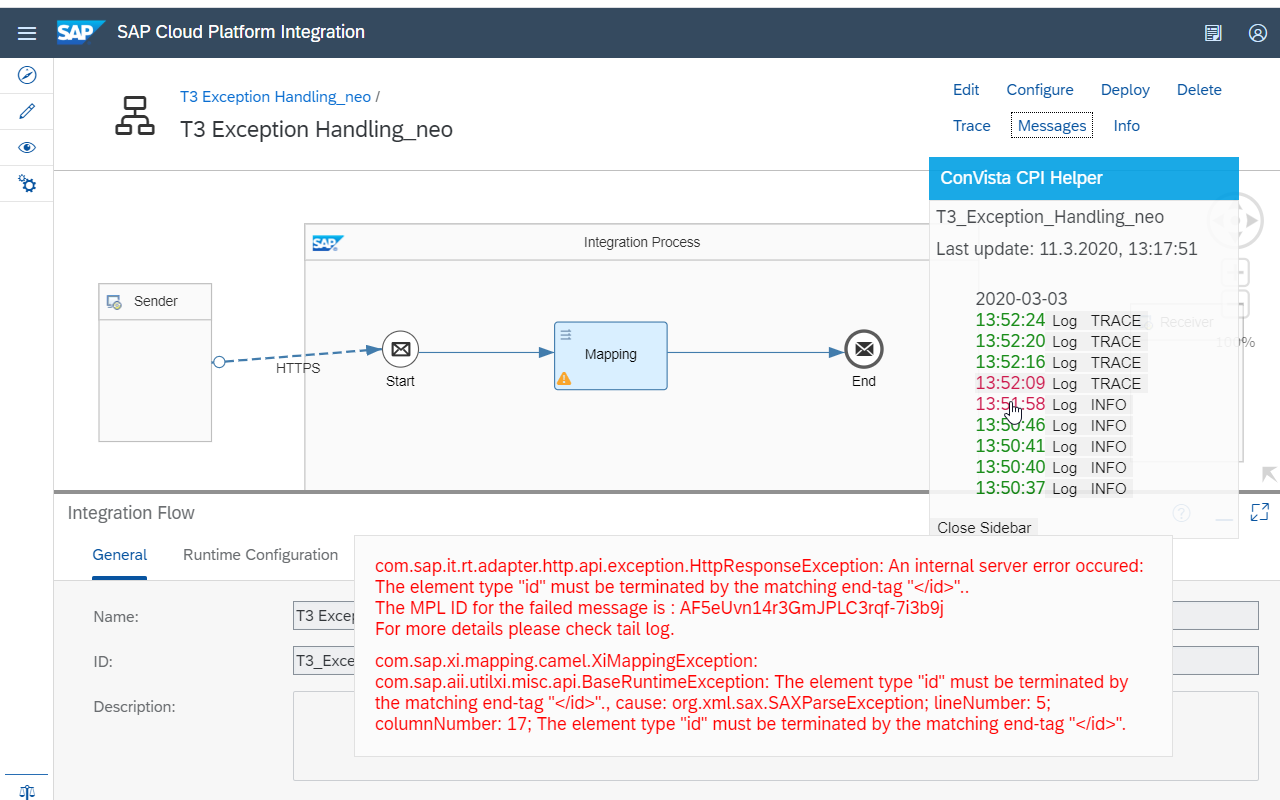 SAP SAP Cloud Platform Integration
T3 Exception Handling_neo /
T3 Exception Handling_neo
Edit Configure Deploy Delete
Trace Messages Info
ConVista CPI Helper
T3_Exception_Handling_neo
Last update: 11.3.2020, 13:17:51
2020-03-03
13:52:24 Log TRACE
13:52:20 Log TRACE
13:52:16 Log TRACE
13:52:09 Log TRACE
13:51:58 Log INFO
13:50:46 Log INFO
13:50:41 Log INFO
13:50:40 Log INFO
13:50:37 Log INFO
Close Sidebar
Receiver
100%
SAP Integration Process
Sender
HTTPS
Start
Mapping
End
Integration Flow
General Runtime Configuration
Name: T3 Excep
ID: T3_Exce
Description:
com.sap.it.rt.adapter.http.api.exception.HttpResponseException: An internal server error occured:
The element type "id" must be terminated by the matching end-tag "</id>"..
The MPL ID for the failed message is : AF5eUvn14r3GmJPLC3rqf-7i3b9j
For more details please check tail log.
com.sap.xi.mapping.camel.XiMappingException:
com.sap.aii.utilxi.misc.api.BaseRuntimeException: The element type "id" must be terminated by
the matching end-tag "</id>"., cause: org.xml.sax.SAXParseException; lineNumber: 5;
columnNumber: 17; The element type "id" must be terminated by the matching end-tag "</id>".